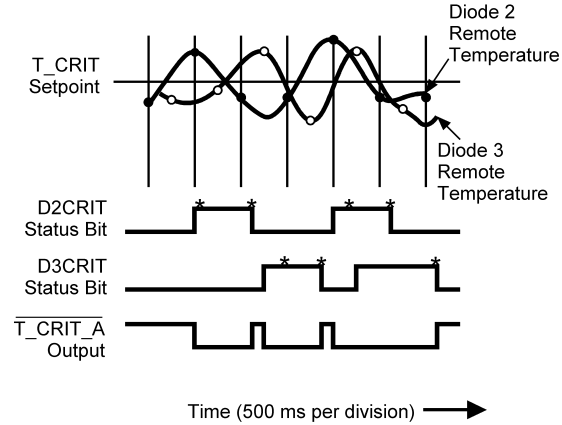 Diode 2
Remote
Temperature
T_CRIT
Setpoint
Diode 3
Remote
Temperature
D2CRIT
Status Bit
* * * *
D3CRIT
Status Bit
* * *
T_CRIT_A
Output
Time (500 ms per division)